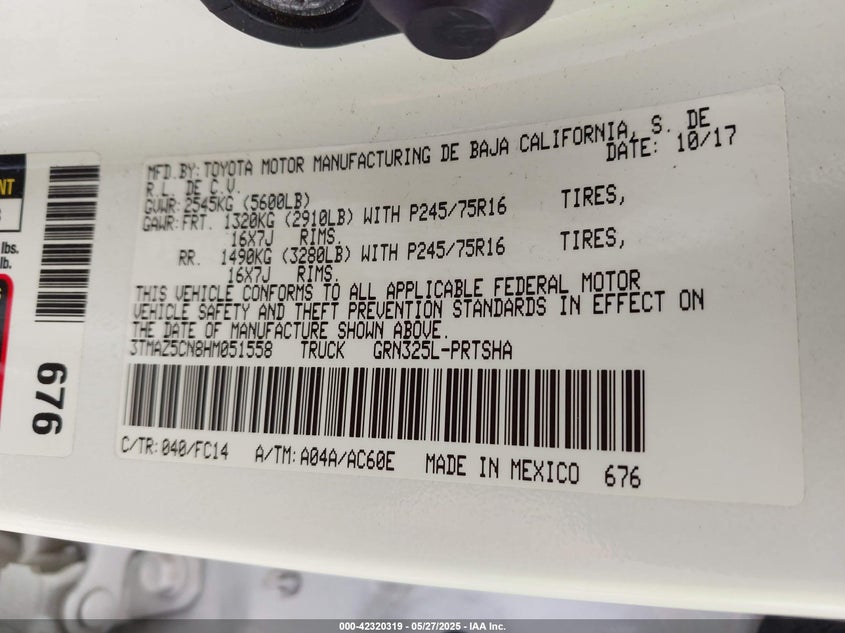 MFD.BY:TOYOTA MOTOR MANUFACTURING DE BAJA CALIFORNIA, S. DE
R.L. DE C.V. DATE: 10/17
GVWR:2545KG (5600LB)
GAWR:FRT. 1320KG (2910LB) WITH P245/75R16 TIRES,
16X7J RIMS.
RR. 1490KG (3280LB) WITH P245/75R16 TIRES,
16X7J RIMS.
THIS VEHICLE CONFORMS TO ALL APPLICABLE FEDERAL MOTOR
VEHICLE SAFETY AND THEFT PREVENTION STANDARDS IN EFFECT ON
THE DATE OF MANUFACTURE SHOWN ABOVE.
3TMAZ5CN8HM051558 TRUCK GRN325L-PRTSHA
C/TR:040/FC14 A/TM:A04A/AC60E MADE IN MEXICO 676
NT
lbs.
lb.
676
000-42320319 - 05/27/2025 - IAA Inc.